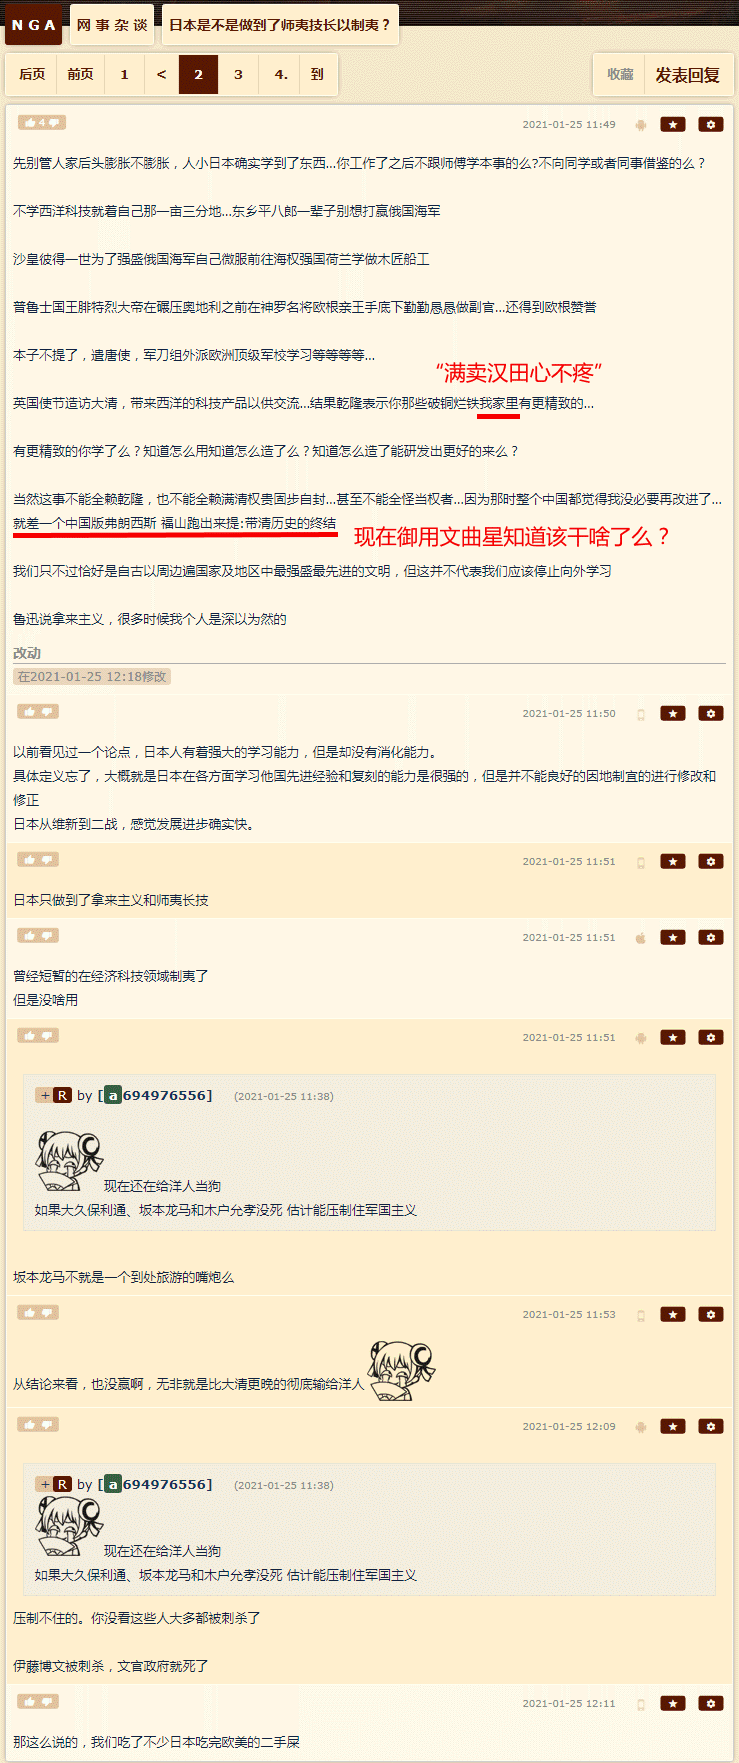 NGA 网事杂谈 日本是不是做到了师夷技长以制夷？
后页 前页 1 < 2 3 4. 到 收藏 发表回复
4 2021-01-25 11:49
先别管人家后头膨胀不膨胀，人小日本确实学到了东西...你工作了之后不跟师傅学本事的么?不向同学或者同事借鉴的么？
不学西洋科技就着自己那一亩三分地...东乡平八郎一辈子别想打赢俄国海军
沙皇彼得一世为了强盛俄国海军自己微服前往海权强国荷兰学做木匠船工
普鲁士国王腓特烈大帝在碾压奥地利之前在神罗名将欧根亲王手底下勤勤恳恳做副官...还得到欧根赞誉
本子不提了，遣唐使，军刀组外派欧洲顶级军校学习等等等等...
“满卖汉田心不疼”
英国使节造访大清，带来西洋的科技产品以供交流...结果乾隆表示你那些破铜烂铁我家里有更精致的...
有更精致的你学了么？知道怎么用知道怎么造了么？知道怎么造了能研发出更好的来么？
当然这事不能全赖乾隆，也不能全赖满清权贵固步自封...甚至不能全怪当权者...因为那时整个中国都觉得我没必要再改进了...
就差一个中国版弗朗西斯 福山跑出来提:带清历史的终结
现在御用文曲星知道该干啥了么？
我们只不过恰好是自古以周边遍国家及地区中最强盛最先进的文明，但这并不代表我们应该停止向外学习
鲁迅说拿来主义，很多时候我个人是深以为然的
改动
在2021-01-25 12:18修改
2021-01-25 11:50
以前看见过一个论点，日本人有着强大的学习能力，但是却没有消化能力。
具体定义忘了，大概就是日本在各方面学习他国先进经验和复刻的能力是很强的，但是并不能良好的因地制宜的进行修改和
修正
日本从维新到二战，感觉发展进步确实快。
2021-01-25 11:51
日本只做到了拿来主义和师夷长技
2021-01-25 11:51
曾经短暂的在经济科技领域制夷了
但是没啥用
2021-01-25 11:51
+ R by [a694976556] (2021-01-25 11:38)
现在还在给洋人当狗
如果大久保利通、坂本龙马和木户允孝没死 估计能压制住军国主义
坂本龙马不就是一个到处旅游的嘴炮么
2021-01-25 11:53
从结论来看，也没赢啊，无非就是比大清更晚的彻底输给洋人
2021-01-25 12:09
+ R by [a694976556] (2021-01-25 11:38)
现在还在给洋人当狗
如果大久保利通、坂本龙马和木户允孝没死 估计能压制住军国主义
压制不住的。你没看这些人大多都被刺杀了
伊藤博文被刺杀，文官政府就死了
2021-01-25 12:11
那这么说的，我们吃了不少日本吃完欧美的二手屎